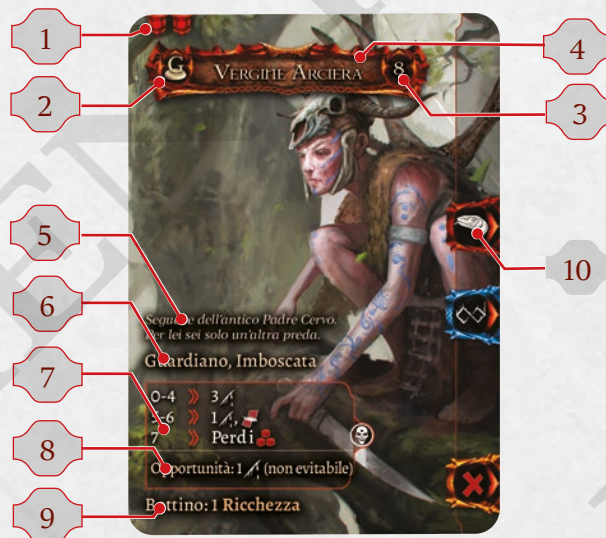 1
4
G
VERGINE ARCIERA
8
2
3
5
10
Seguace dell'antico Padre Cervo.
Per lei sei solo un'altra preda.
6
Guardiano, Imboscata
7
0-4 » 3
5-6 » 1,
7 » Perdi
8
Opportunità: 1 (non evitabile)
9
Bottino: 1 Ricchezza